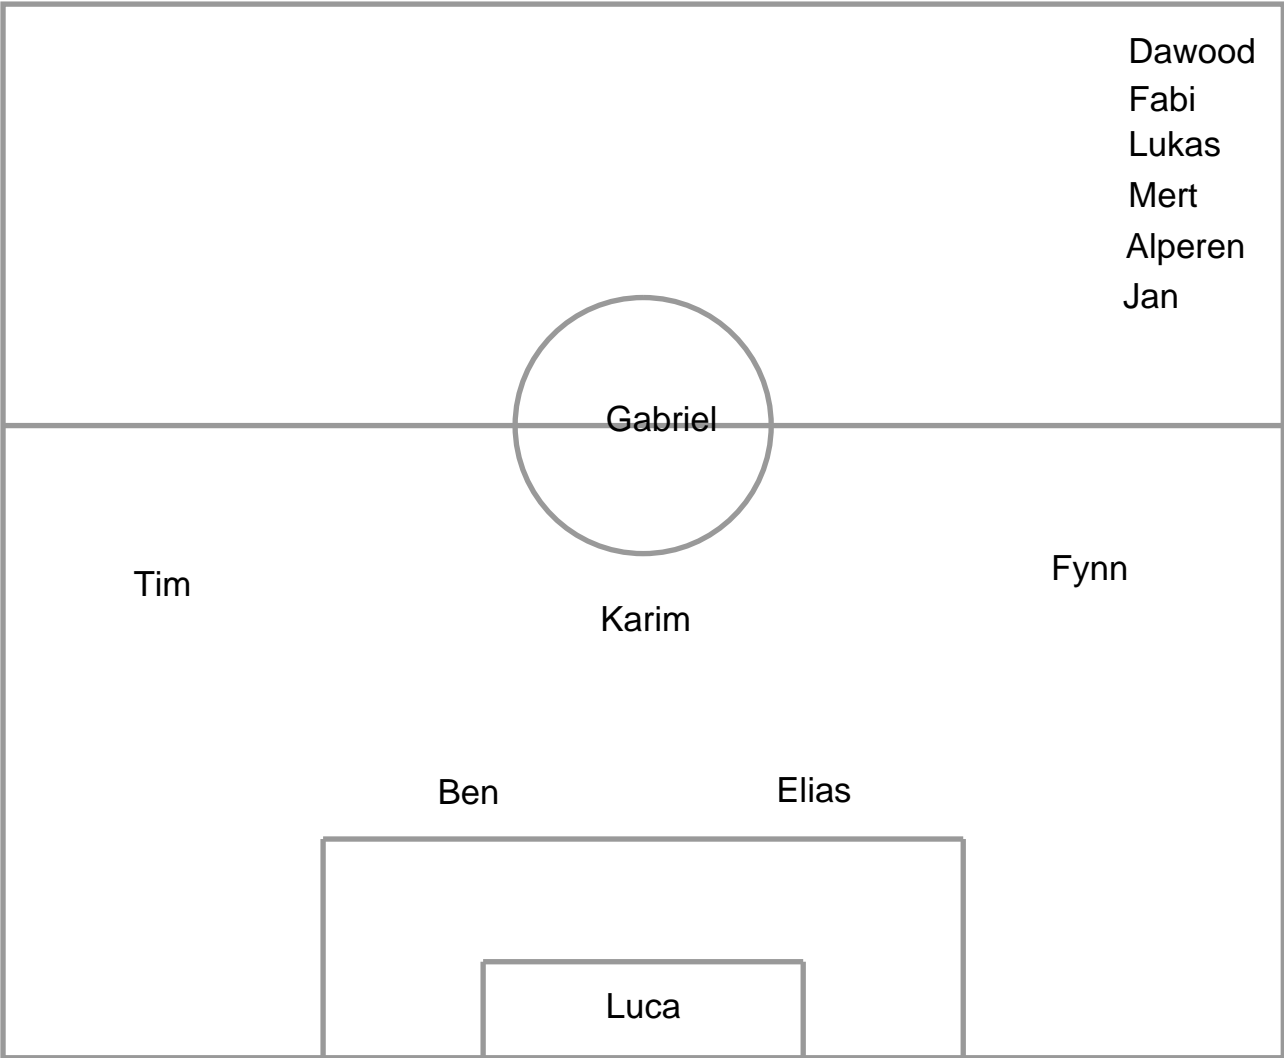 Dawood
Fabi
Lukas
Mert
Alperen
Jan
Gabriel
Tim
Fynn
Karim
Ben
Elias
Luca